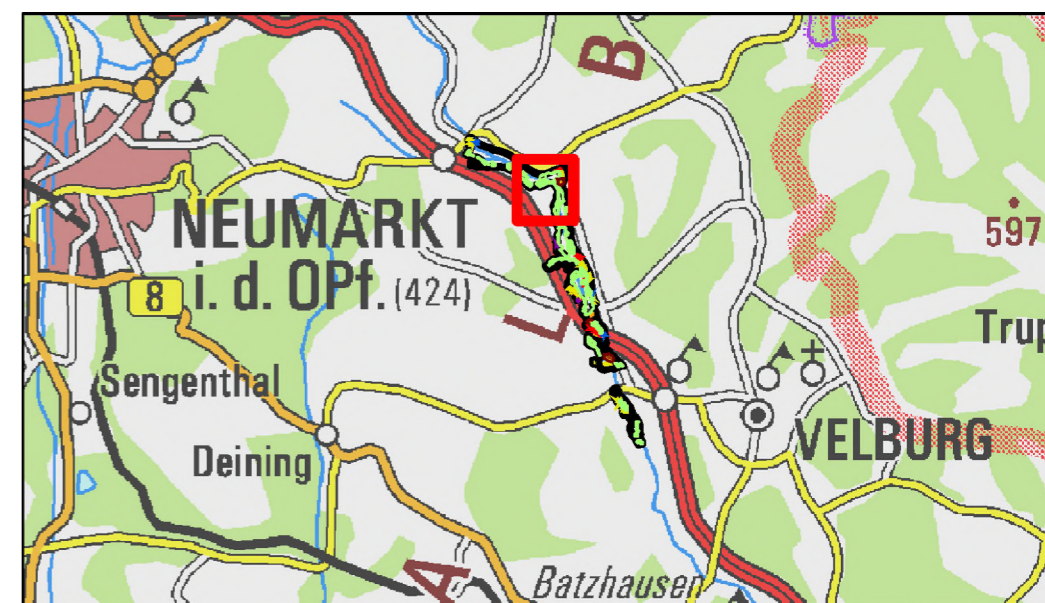 B
597
NEUMARKT
i. d. OPf. (424)
8
L
Trup
Sengenthal
VELBURG
Deining
A
Batzhausen